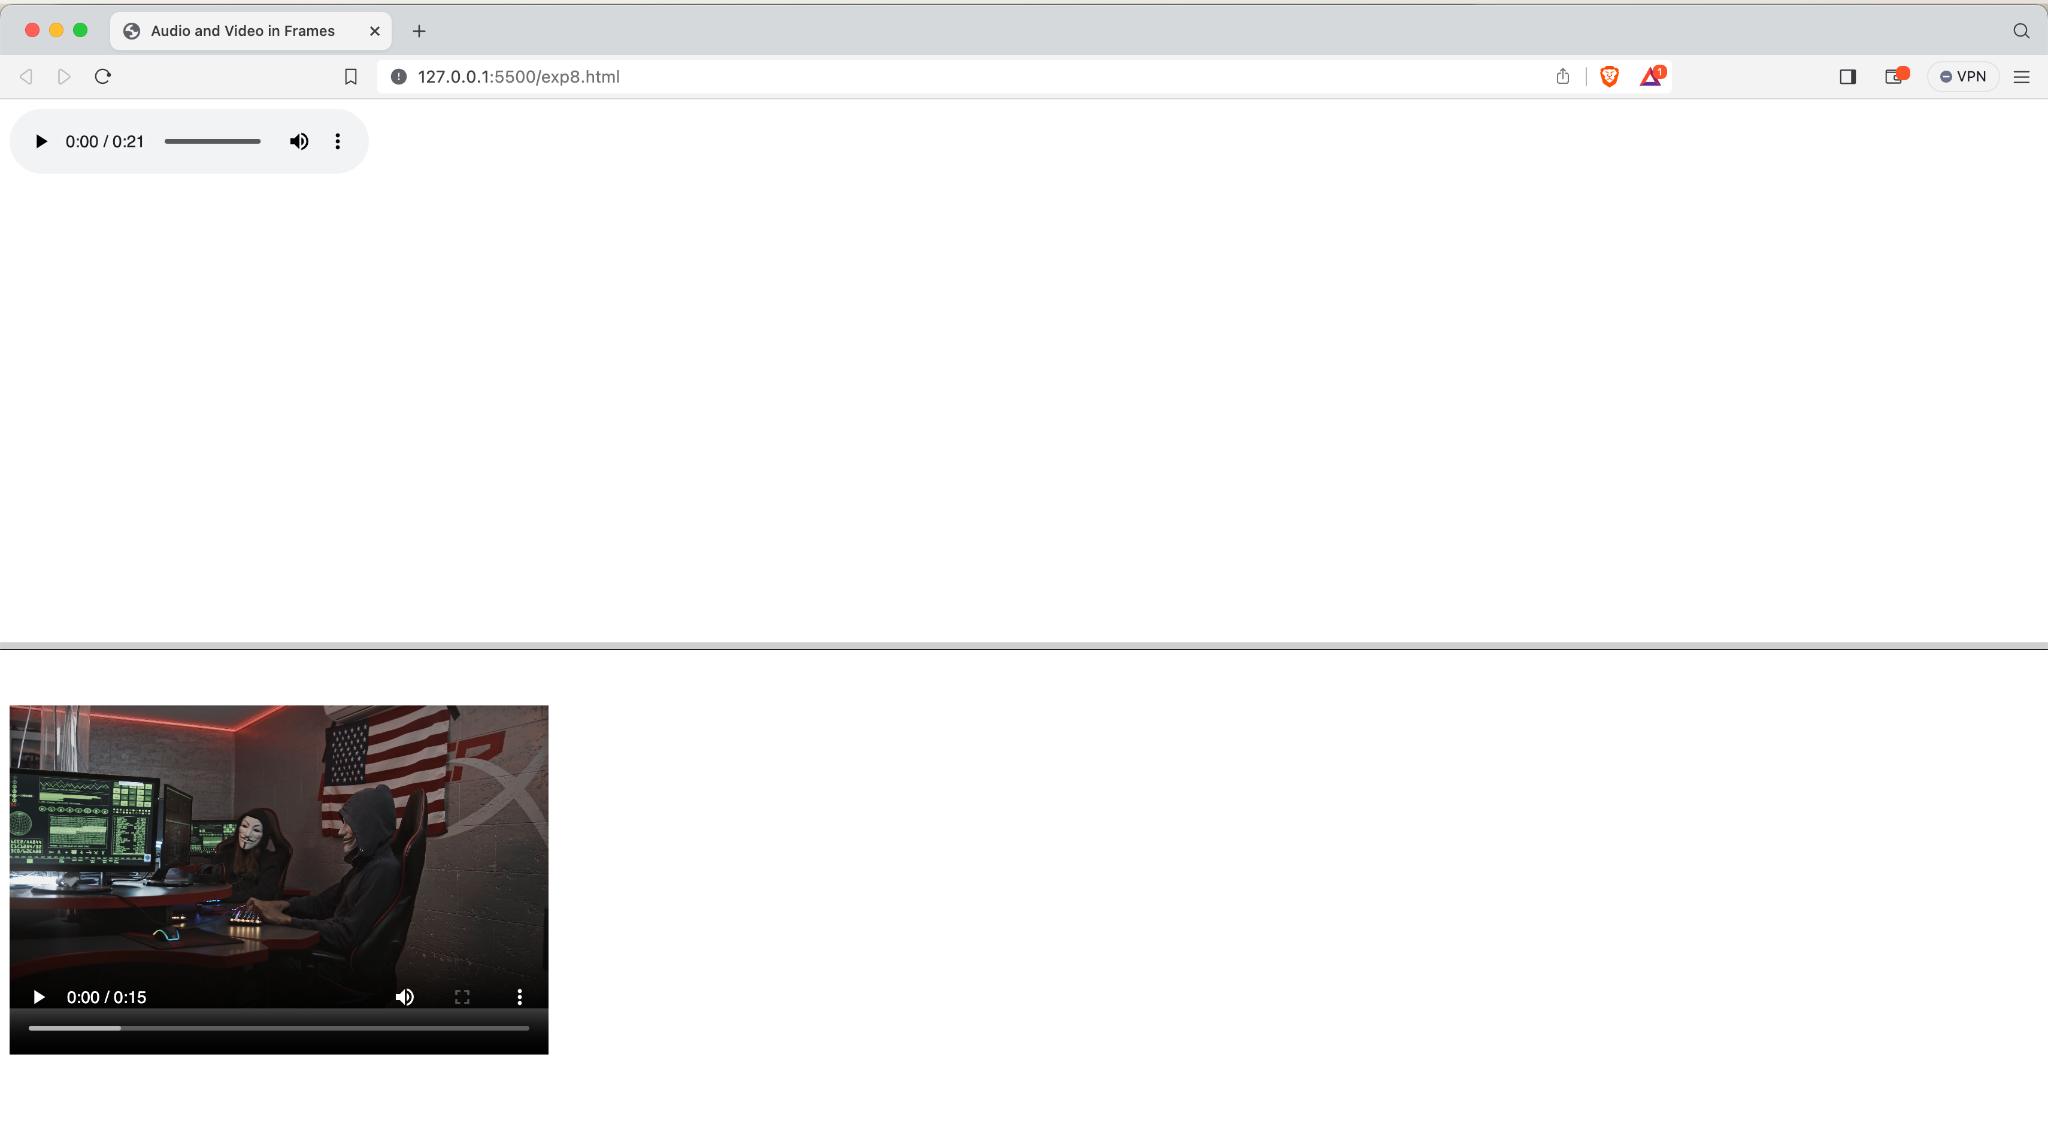 Audio and Video in Frames
127.0.0.1:5500/exp8.html
1
VPN
0:00 / 0:21
0:00 / 0:15